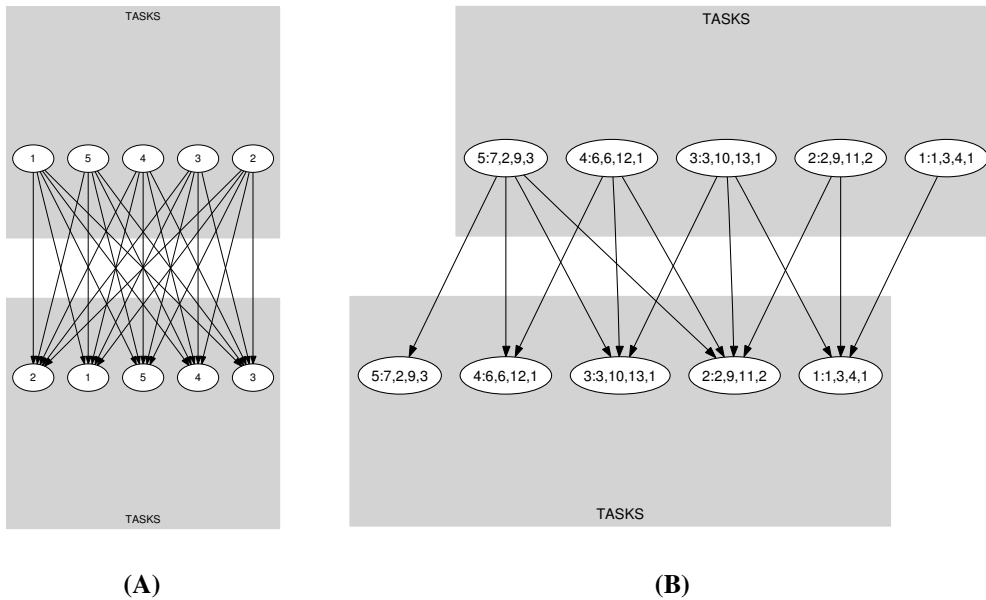 TASKS
1 5 4 3 2
2 1 5 4 3
TASKS
(A)
TASKS
5:7,2,9,3 4:6,6,12,1 3:3,10,13,1 2:2,9,11,2 1:1,3,4,1
5:7,2,9,3 4:6,6,12,1 3:3,10,13,1 2:2,9,11,2 1:1,3,4,1
TASKS
(B)